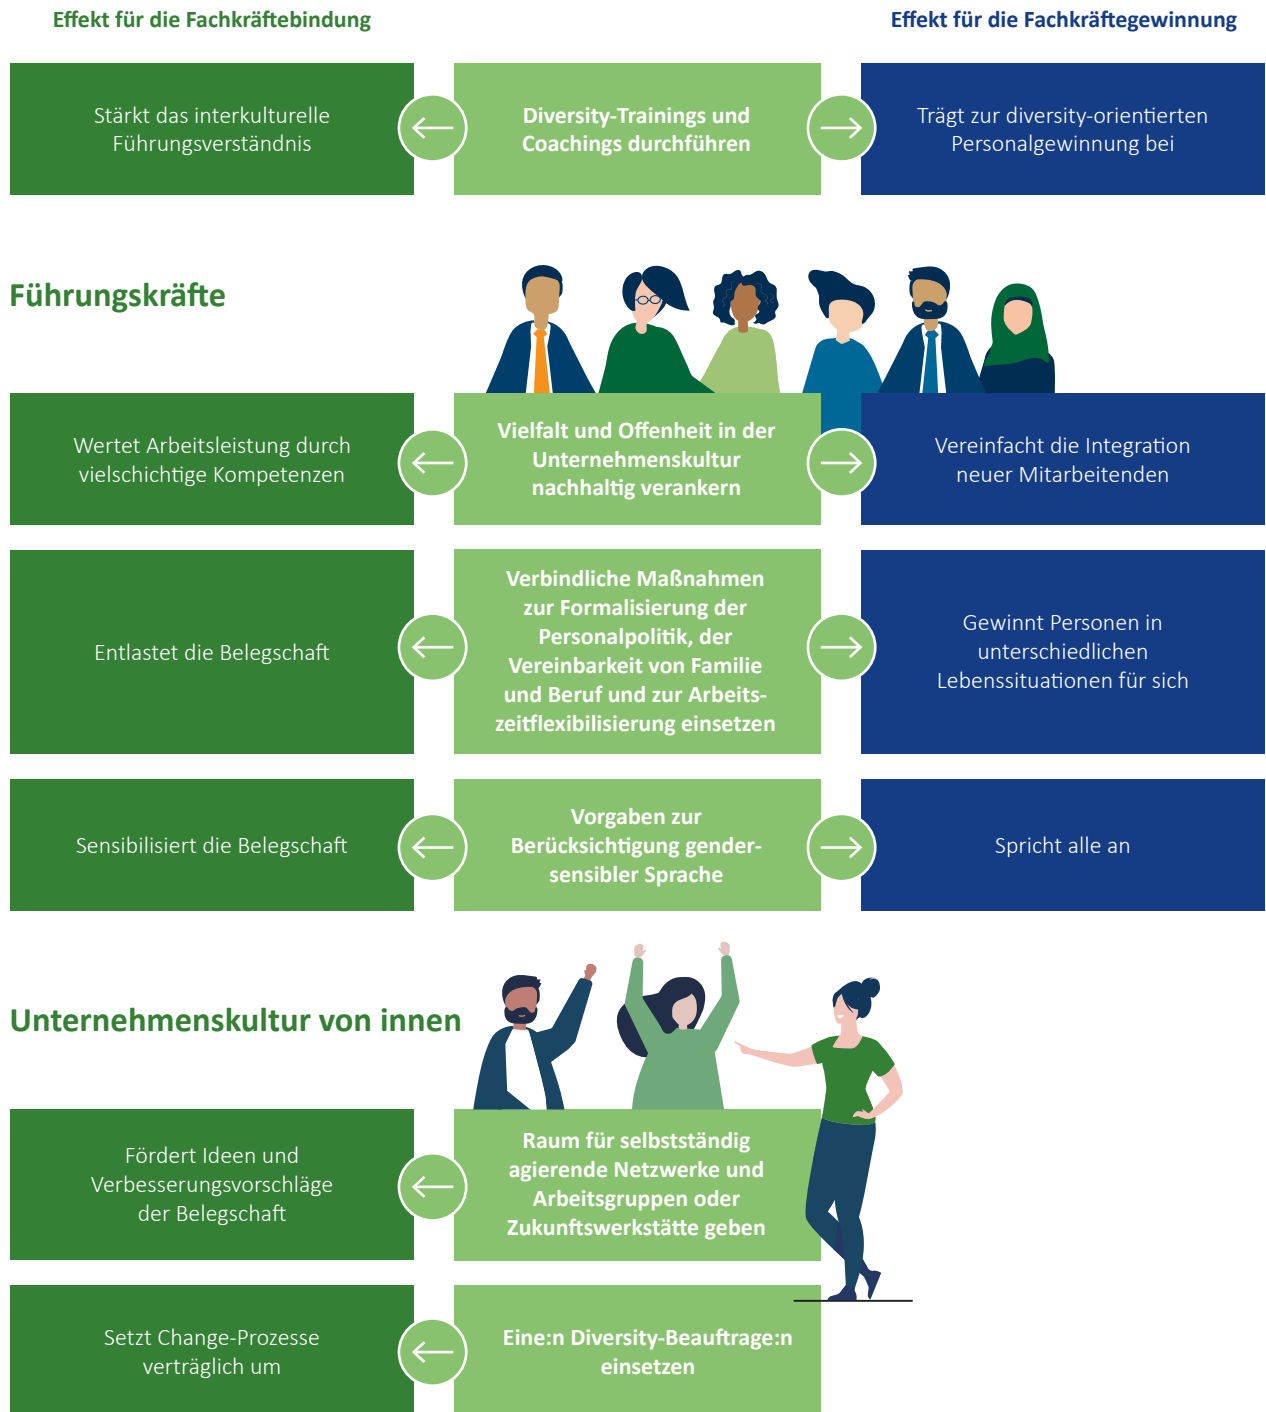 Effekt für die Fachkräftebindung
Effekt für die Fachkräftegewinnung
Stärkt das interkulturelle
Führungsverständnis
Diversity-Trainings und
Coachings durchführen
Trägt zur diversity-orientierten
Personalgewinnung bei
Führungskräfte
Wertet Arbeitsleistung durch
vielschichtige Kompetenzen
Vielfalt und Offenheit in der
Unternehmenskultur
nachhaltig verankern
Vereinfacht die Integration
neuer Mitarbeitenden
Entlastet die Belegschaft
Verbindliche Maßnahmen
zur Formalisierung der
Personalpolitik, der
Vereinbarkeit von Familie
und Beruf und zur Arbeits-
zeitflexibilisierung einsetzen
Gewinnt Personen in
unterschiedlichen
Lebenssituationen für sich
Sensibilisiert die Belegschaft
Vorgaben zur
Berücksichtigung gender-
sensibler Sprache
Spricht alle an
Unternehmenskultur von innen
Fördert Ideen und
Verbesserungsvorschläge
der Belegschaft
Raum für selbstständig
agierende Netzwerke und
Arbeitsgruppen oder
Zukunftswerkstätte geben
Setzt Change-Prozesse
verträglich um
Eine:n Diversity-Beauftrage:n
einsetzen